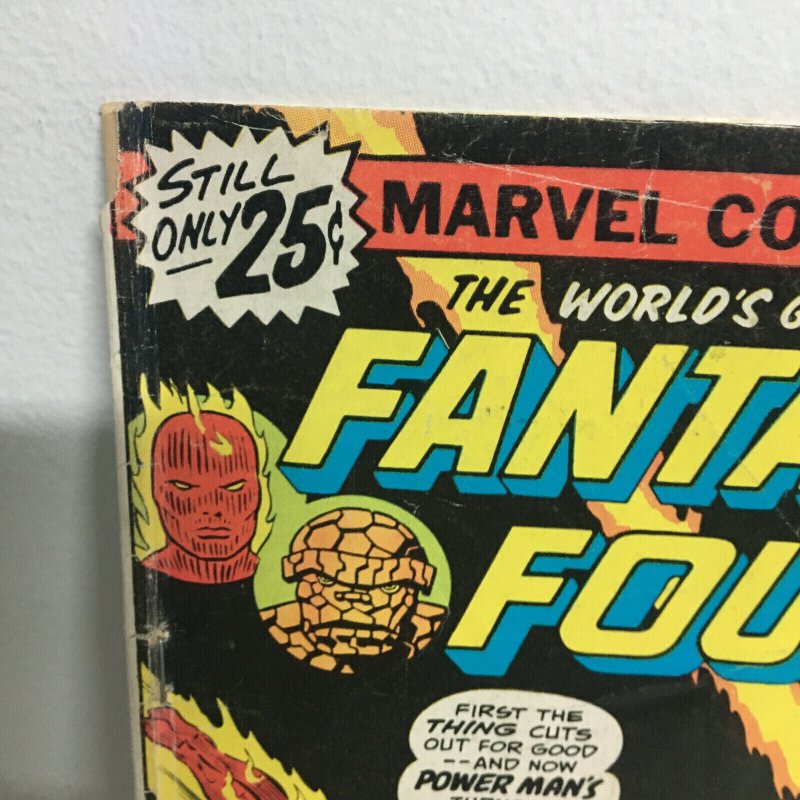 STILL
ONLY 25¢
MARVEL CO
THE WORLD'S G
FANTA
FOU
FIRST THE
THING CUTS
OUT FOR GOOD
--AND NOW
POWER MAN'S